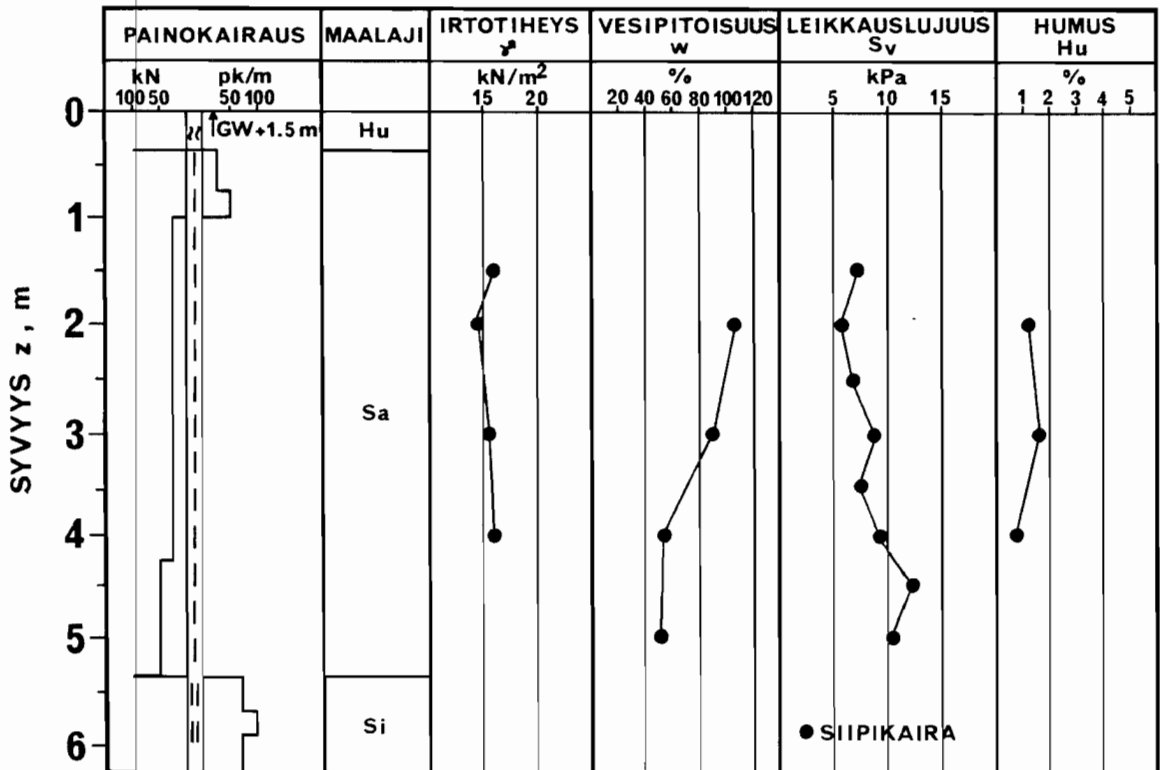 PAINOKAIRAUS MAALAJI IRTOTIHEYS VESIPITOISUUS LEIKKAUSLUJUUS HUMUS
γ w Sv Hu
kN pk/m kN/m² % kPa %
100 50 50 100 15 20 20 40 60 80 100 120 5 10 15 1 2 3 4 5
0
GW+1.5 m
Hu
1
2
SYVYYS z, m
Sa
3
4
5
Si
SIIPIKAIRA
6